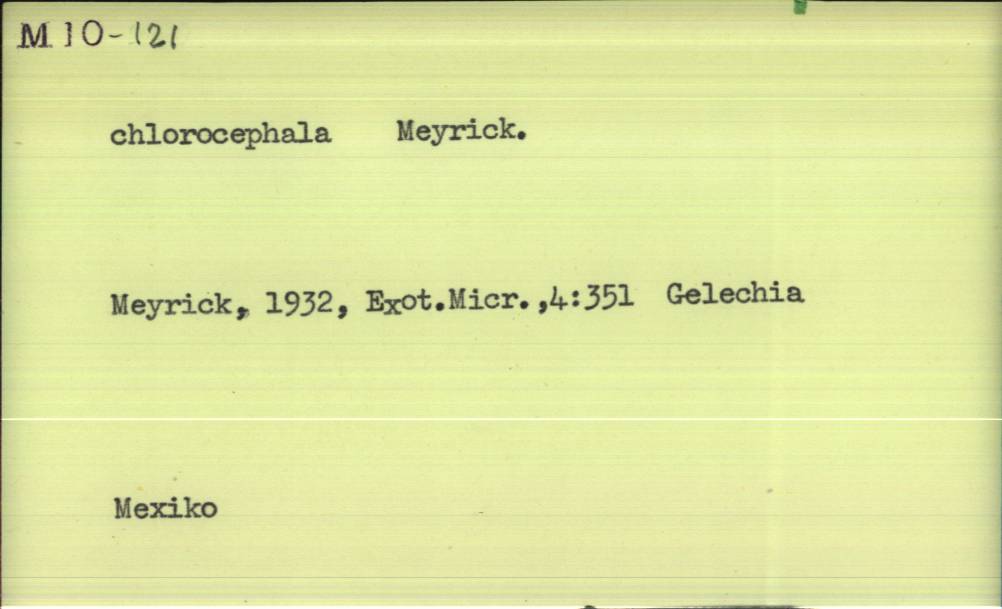 M 10-121
chlorocephala Meyrick.
Meyrick, 1932, Exot.Micr.,4:351 Gelechia
Mexiko